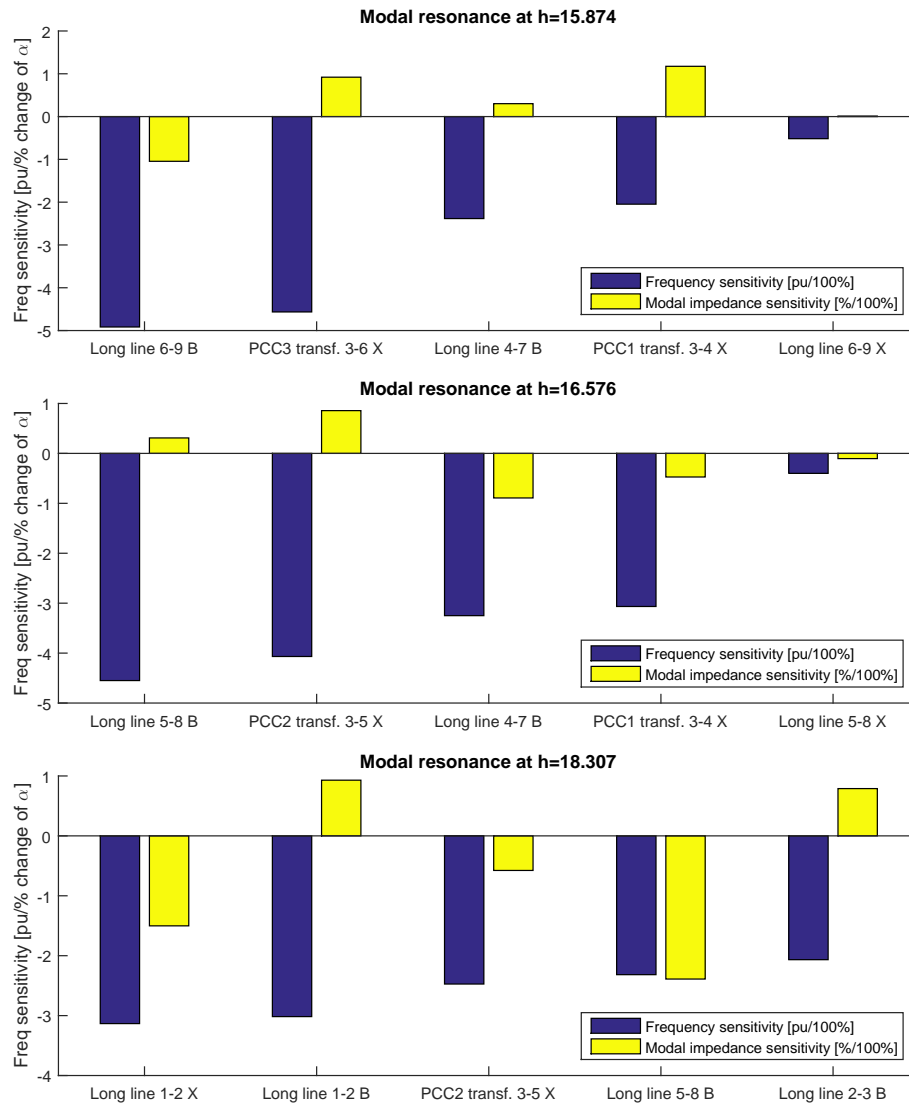 Modal resonance at h=15.874
Freq sensitivity [pu/% change of α]
2
1
0
-1
-2
-3
-4
-5
Frequency sensitivity [pu/100%]
Modal impedance sensitivity [%/100%]
Long line 6-9 B
PCC3 transf. 3-6 X
Long line 4-7 B
PCC1 transf. 3-4 X
Long line 6-9 X
Modal resonance at h=16.576
Freq sensitivity [pu/% change of α]
1
0
-1
-2
-3
-4
-5
Frequency sensitivity [pu/100%]
Modal impedance sensitivity [%/100%]
Long line 5-8 B
PCC2 transf. 3-5 X
Long line 4-7 B
PCC1 transf. 3-4 X
Long line 5-8 X
Modal resonance at h=18.307
Freq sensitivity [pu/% change of α]
1
0
-1
-2
-3
-4
Frequency sensitivity [pu/100%]
Modal impedance sensitivity [%/100%]
Long line 1-2 X
Long line 1-2 B
PCC2 transf. 3-5 X
Long line 5-8 B
Long line 2-3 B